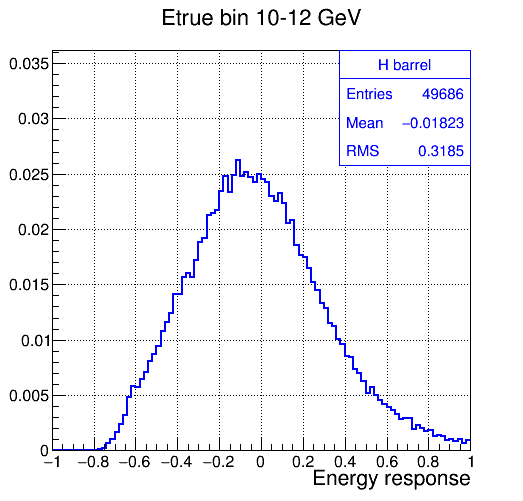 Etrue bin 10-12 GeV
H barrel
Entries 49686
Mean −0.01823
RMS 0.3185
0.035
0.03
0.025
0.02
0.015
0.01
0.005
0
−1 −0.8 −0.6 −0.4 −0.2 0 0.2 0.4 0.6 0.8 1
Energy response